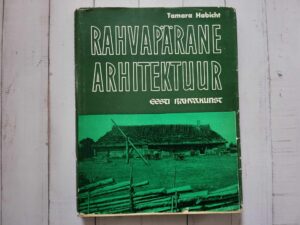 Tamara Habicht
RAHVAPÄRANE
ARHITEKTUUR
EESTI RAHVAKUNST